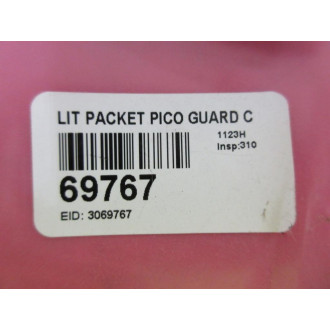 LIT PACKET PICO GUARD C
1123H
Insp:310
69767
EID: 3069767